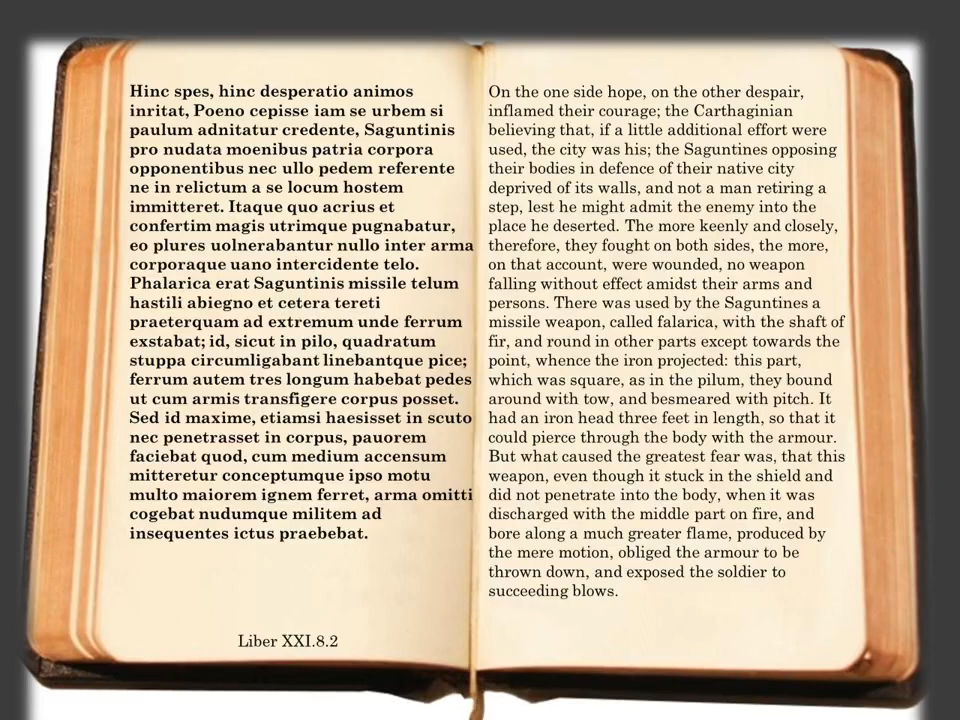 Hinc spes, hinc desperatio animos
inritat, Poeno cepisse iam se urbem si
paulum adnitatur credente, Saguntinis
pro nudata moenibus patria corpora
opponentibus nec ullo pedem referente
ne in relictum a se locum hostem
immitteret. Itaque quo acrius et
confertim magis utrimque pugnabatur,
eo plures uolnerabantur nullo inter arma
corporaque uano intercidente telo.
Phalarica erat Saguntinis missile telum
hastili abiegno et cetera tereti
praeterquam ad extremum unde ferrum
exstabat; id, sicut in pilo, quadratum
stuppa circumligabant linebantque pice;
ferrum autem tres longum habebat pedes
ut cum armis transfigere corpus posset.
Sed id maxime, etiamsi haesisset in scuto
nec penetrasset in corpus, pauorem
faciebat quod, cum medium accensum
mitteretur conceptumque ipso motu
multo maiorem ignem ferret, arma omitti
cogebat nudumque militem ad
insequentes ictus praebebat.
Liber XXI.8.2
On the one side hope, on the other despair,
inflamed their courage; the Carthaginian
believing that, if a little additional effort were
used, the city was his; the Saguntines opposing
their bodies in defence of their native city
deprived of its walls, and not a man retiring a
step, lest he might admit the enemy into the
place he deserted. The more keenly and closely,
therefore, they fought on both sides, the more,
on that account, were wounded, no weapon
falling without effect amidst their arms and
persons. There was used by the Saguntines a
missile weapon, called falarica, with the shaft of
fir, and round in other parts except towards the
point, whence the iron projected: this part,
which was square, as in the pilum, they bound
around with tow, and besmeared with pitch. It
had an iron head three feet in length, so that it
could pierce through the body with the armour.
But what caused the greatest fear was, that this
weapon, even though it stuck in the shield and
did not penetrate into the body, when it was
discharged with the middle part on fire, and
bore along a much greater flame, produced by
the mere motion, obliged the armour to be
thrown down, and exposed the soldier to
succeeding blows.